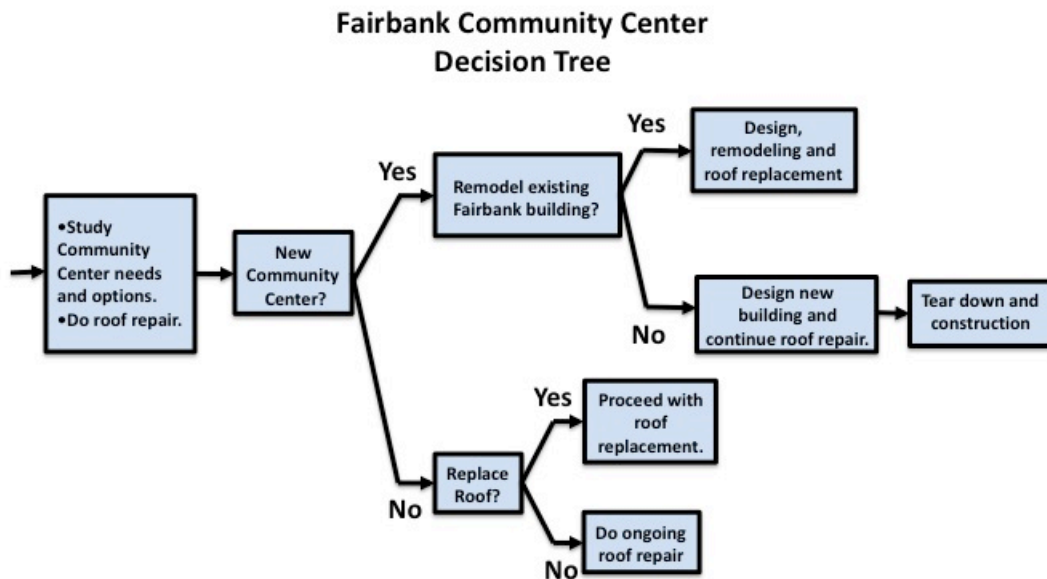 Fairbank Community Center
Decision Tree
•Study
Community
Center needs
and options.
•Do roof repair.
New
Community
Center?
Yes
Remodel existing
Fairbank building?
Yes
Design,
remodeling and
roof replacement
No
Design new
building and
continue roof repair.
Tear down and
construction
No
Replace
Roof?
Yes
Proceed with
roof
replacement.
No
Do ongoing
roof repair